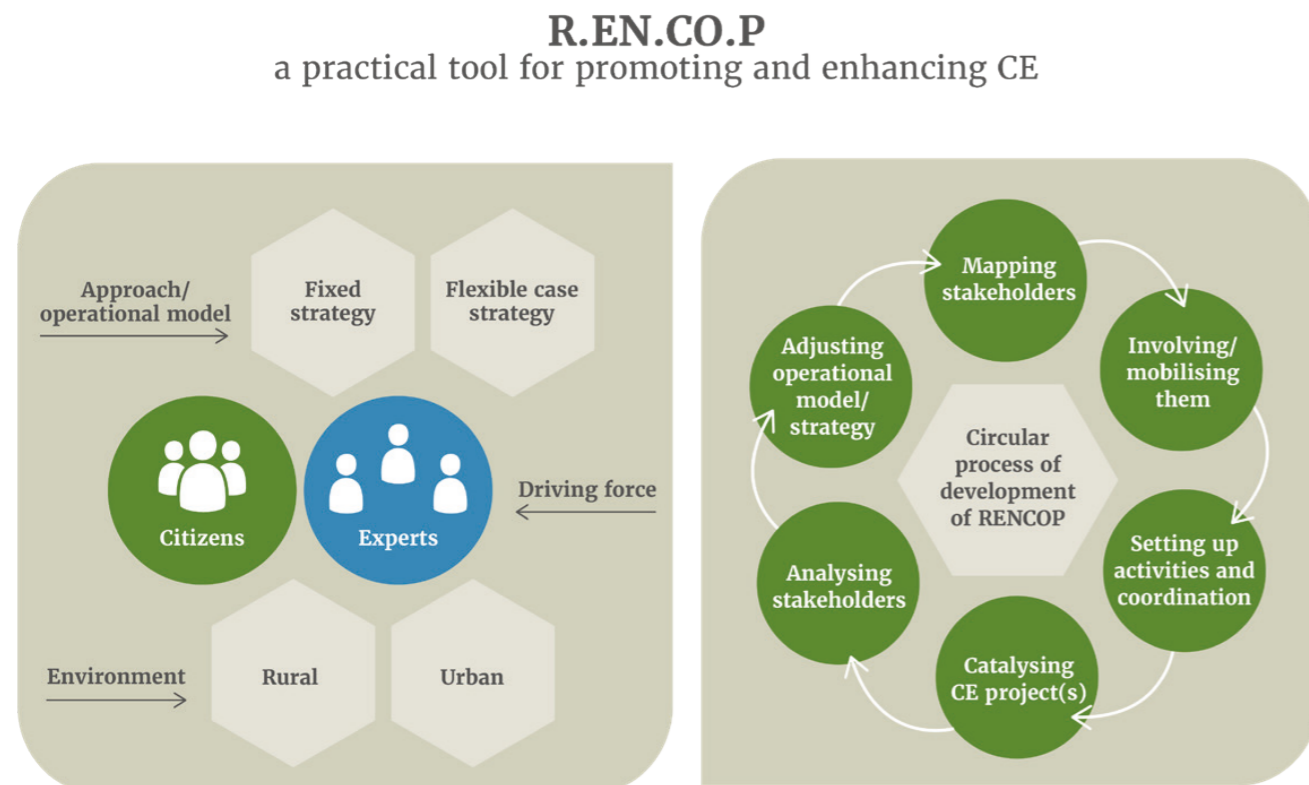 R.EN.CO.P
a practical tool for promoting and enhancing CE
Approach/
operational model
Fixed
strategy
Flexible case
strategy
Citizens
Experts
Driving force
Environment
Rural
Urban
Mapping
stakeholders
Involving/
mobilising
them
Setting up
activities and
coordination
Catalysing
CE project(s)
Analysing
stakeholders
Adjusting
operational
model/
strategy
Circular
process of
development
of RENCOP